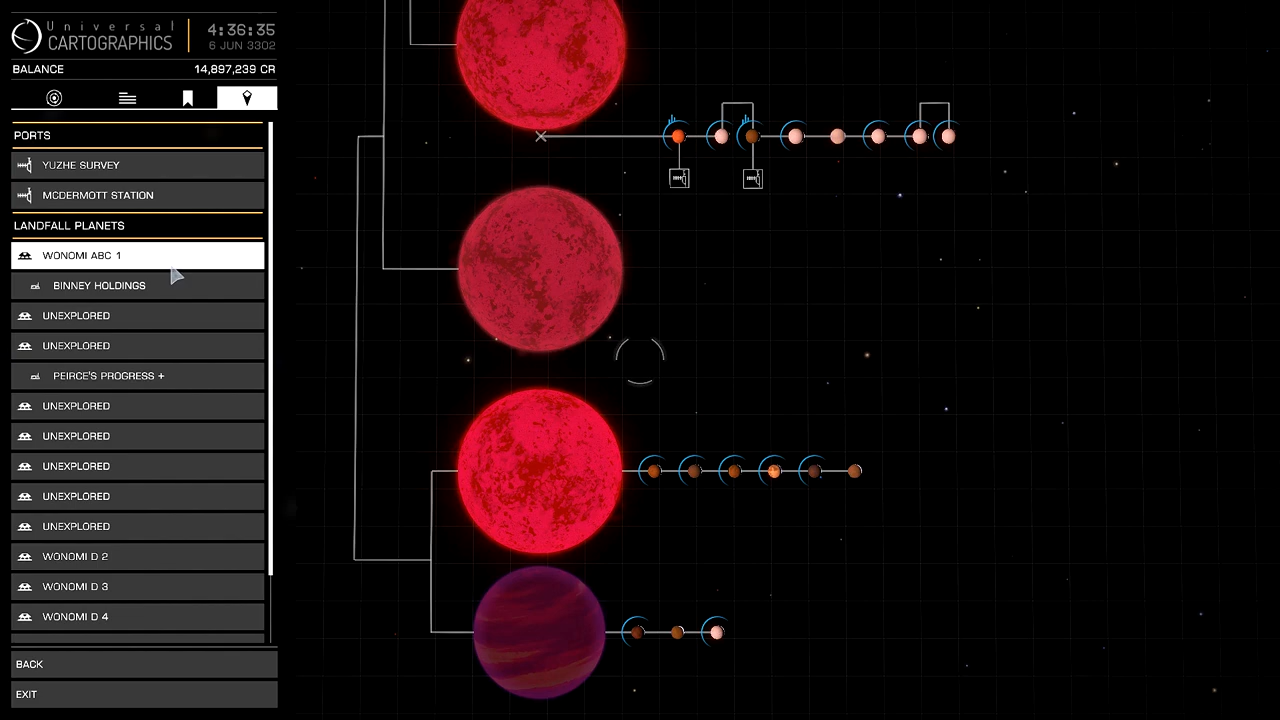 Universal
CARTOGRAPHICS
4:36:35
6 JUN 3302
BALANCE
14,897,239 CR
PORTS
YUZHE SURVEY
MCDERMOTT STATION
LANDFALL PLANETS
WONOMI ABC 1
BINNEY HOLDINGS
UNEXPLORED
UNEXPLORED
PEIRCE'S PROGRESS +
UNEXPLORED
UNEXPLORED
UNEXPLORED
UNEXPLORED
UNEXPLORED
WONOMI D 2
WONOMI D 3
WONOMI D 4
BACK
EXIT